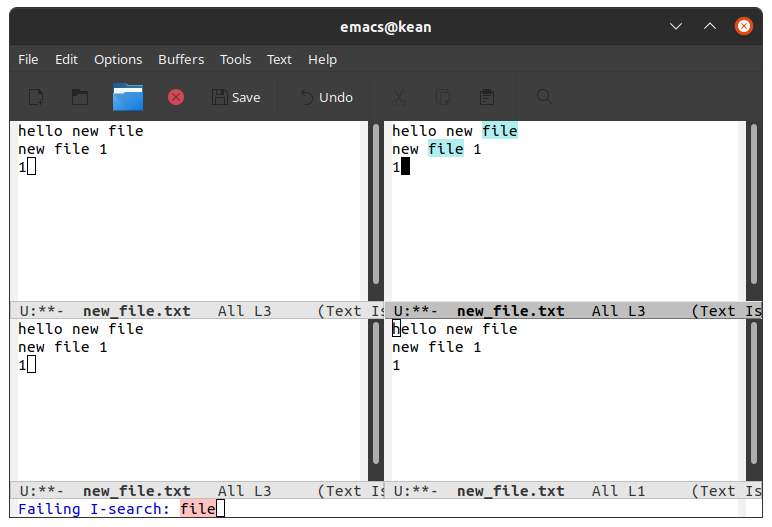 emacs@kean
File Edit Options Buffers Tools Text Help
Save Undo
hello new file
new file 1
1
U:**- new_file.txt All L3 (Text Is
hello new file
new file 1
1
U:**- new_file.txt All L3 (Text Is
hello new file
new file 1
1
U:**- new_file.txt All L3 (Text Is
hello new file
new file 1
1
U:**- new_file.txt All L1 (Text Is
Failing I-search: file